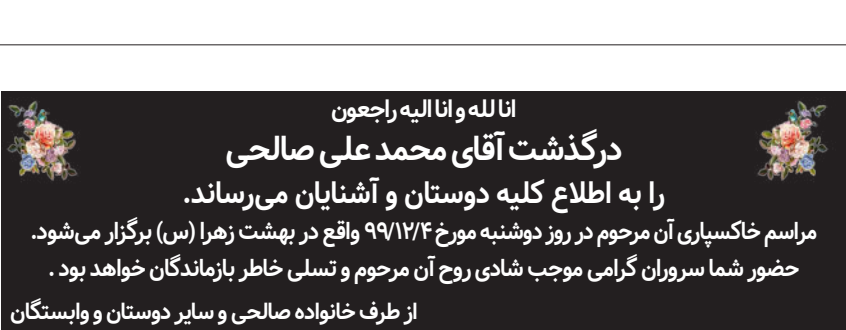 انا لله و انا الیه راجعون
درگذشت آقای محمد علی صالحی
را به اطلاع کلیه دوستان و آشنایان می‌رساند.
مراسم خاکسپاری آن مرحوم در روز دوشنبه مورخ ۹۹/۱۲/۴ واقع در بهشت زهرا (س) برگزار می‌شود.
حضور شما سروران گرامی موجب شادی روح آن مرحوم و تسلی خاطر بازماندگان خواهد بود .
از طرف خانواده صالحی و سایر دوستان و وابستگان